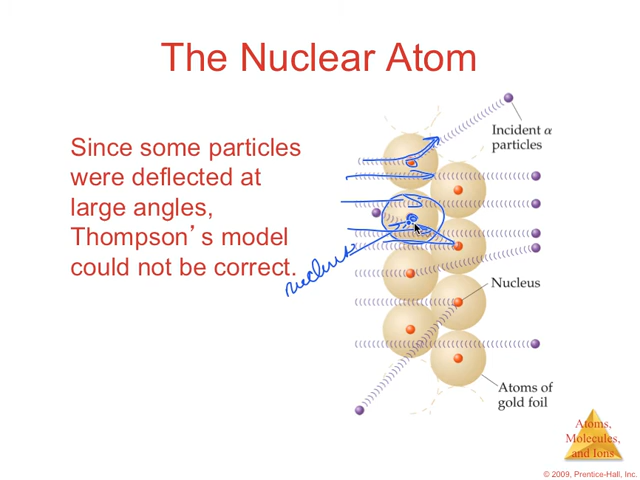 The Nuclear Atom
Since some particles
were deflected at
large angles,
Thompson's model
could not be correct.
Incident α
particles
nucleus
Nucleus
Atoms of
gold foil
Atoms,
Molecules,
and Ions
© 2009, Prentice-Hall, Inc.